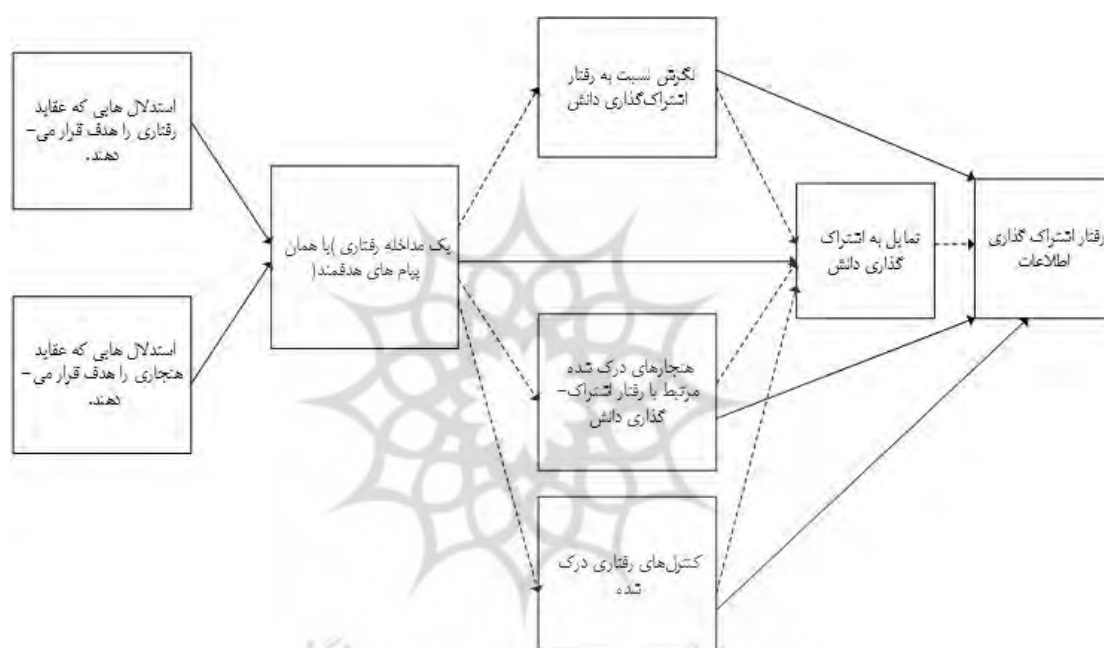 استدلال هایی که عقاید
رفتاری را هدف قرار می-
دهند.
استدلال هایی که عقاید
هنجاری را هدف قرار می-
دهند.
یک مداخله رفتاری )یا همان
پیام های هدفمند(
نگرش نسبت به رفتار
اشتراک‌گذاری دانش
هنجارهای درک شده
مرتبط با رفتار اشتراک-
گذاری دانش
کنترل‌های رفتاری درک
شده
تمایل به اشتراک
گذاری دانش
رفتار اشتراک گذاری
اطلاعات